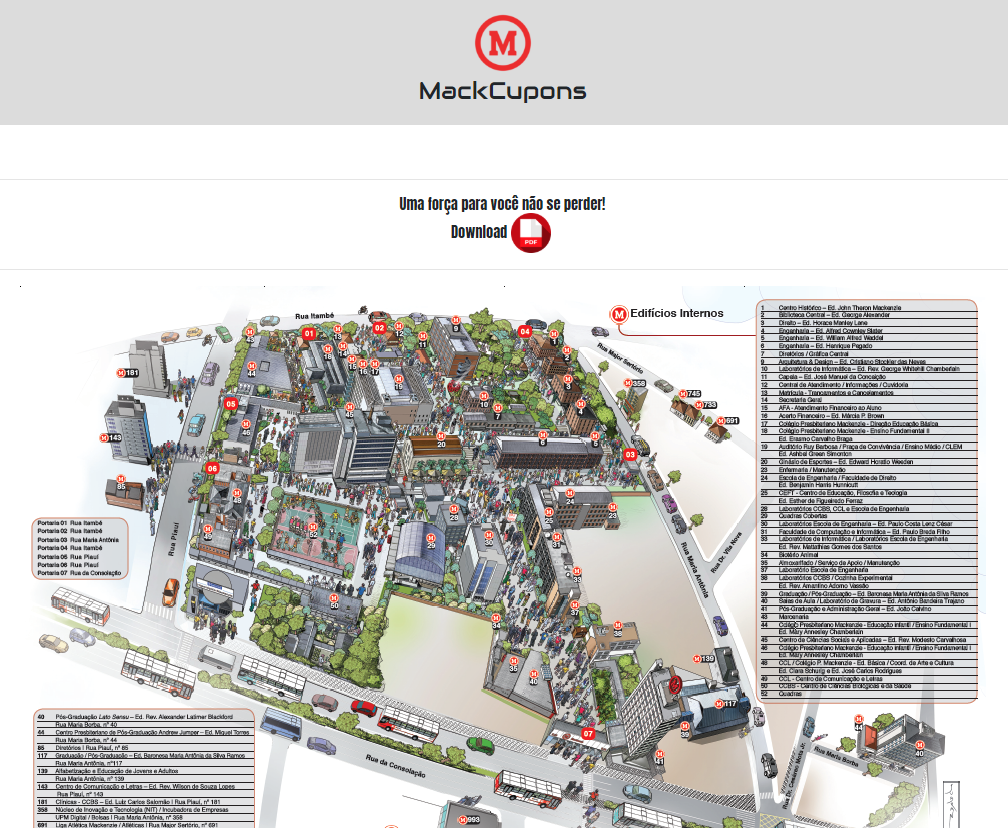 M
MackCupons
Uma força para você não se perder!
Download
PDF
Rua Itambé
M Edifícios Internos
1 Centro Histórico – Ed. John Theron Mackenzie
2 Biblioteca Central – Ed. George Alexander
3 Direito – Ed. Horace Manley Lane
4 Engenharia – Ed. Alfred Cownley Slater
5 Engenharia – Ed. William Alfred Waddel
6 Engenharia – Ed. Henrique Pegado
7 Diretórios / Gráfica Central
9 Arquitetura & Design – Ed. Cristiano Stockler das Neves
10 Laboratórios de Informática – Ed. Rev. George Whitehill Chamberlain
11 Capela – Ed. José Manuel da Conceição
12 Central de Atendimento / Informações / Ouvidoria
13 Matrícula - Trancamentos e Cancelamentos
14 Secretaria Geral
15 AFA - Atendimento Financeiro ao Aluno
16 Acerto Financeiro – Ed. Márcia P. Brown
17 Colégio Presbiteriano Mackenzie - Direção Educação Básica
18 Colégio Presbiteriano Mackenzie - Ensino Fundamental II
Ed. Erasmo Carvalho Braga
19 Auditório Ruy Barbosa / Praça de Convivência / Ensino Médio / CLEM
Ed. Ashbel Green Simonton
20 Ginásio de Esportes – Ed. Edward Horatio Weeden
23 Enfermaria / Manutenção
24 Escola de Engenharia / Faculdade de Direito
Ed. Benjamin Harris Hunnicutt
25 CEFT - Centro de Educação, Filosofia e Teologia
Ed. Esther de Figueiredo Ferraz
28 Laboratórios CCBS, CCL e Escola de Engenharia
29 Quadras Cobertas
30 Laboratórios Escola de Engenharia – Ed. Paulo Costa Lenz César
31 Faculdade de Computação e Informática – Ed. Paulo Breda Filho
33 Laboratórios de Informática / Laboratórios Escola de Engenharia
Ed. Rev. Matathias Gomes dos Santos
34 Biotério Animal
35 Almoxarifado / Serviço de Apoio / Manutenção
37 Laboratório Escola de Engenharia
38 Laboratórios CCBS / Cozinha Experimental
Ed. Rev. Amantino Adorno Vassão
39 Graduação / Pós-Graduação – Ed. Baronesa Maria Antônia da Silva Ramos
40 Salas de Aula / Laboratório de Gravura – Ed. Antônio Bandeira Trajano
41 Pós-Graduação e Administração Geral – Ed. João Calvino
43 Marcenaria
44 Colégio Presbiteriano Mackenzie - Educação Infantil / Ensino Fundamental I
Ed. Mary Annesley Chamberlain
45 Centro de Ciências Sociais e Aplicadas – Ed. Rev. Modesto Carvalhosa
46 Colégio Presbiteriano Mackenzie - Educação Infantil / Ensino Fundamental I
Ed. Mary Annesley Chamberlain
48 CCL / Colégio P. Mackenzie - Ed. Básica / Coord. de Arte e Cultura
Ed. Clara Schurig e Ed. José Carlos Rodrigues
49 CCL - Centro de Comunicação e Letras
50 CCBS - Centro de Ciências Biológicas e da Saúde
52 Quadras
Rua Major Sertório
M181
M143
M358
M745
M733
M691
01
02
04
05
03
06
07
Portaria 01 Rua Itambé
Portaria 02 Rua Itambé
Portaria 03 Rua Maria Antônia
Portaria 04 Rua Itambé
Portaria 05 Rua Piauí
Portaria 06 Rua Piauí
Portaria 07 Rua da Consolação
Rua Piauí
Rua Dr. Vila Nova
Rua Maria Antônia
M139
M117
Rua Maria Borba
Rua da Consolação
M993
40 Pós-Graduação Lato Sensu – Ed. Rev. Alexander Latimer Blackford
Rua Maria Borba, nº 40
44 Centro Presbiteriano de Pós-Graduação Andrew Jumper – Ed. Miquel Torres
Rua Maria Borba, nº 44
85 Diretórios I Rua Piauí, nº 85
117 Graduação / Pós-Graduação – Ed. Baronesa Maria Antônia da Silva Ramos
Rua Maria Antônia, nº117
139 Alfabetização e Educação de Jovens e Adultos
Rua Maria Antônia, nº 139
143 Centro de Comunicação e Letras – Ed. Rev. Wilson de Souza Lopes
Rua Piauí, nº 143
181 Clínicas - CCBS – Ed. Luiz Carlos Salomão I Rua Piauí, nº 181
358 Núcleo de Inovação e Tecnologia (NIT) / Incubadora de Empresas
UPM Digital / Bolsas I Rua Maria Antônia, nº 358
691 Liga Atlética Mackenzie / Atléticas I Rua Major Sertório, nº 691